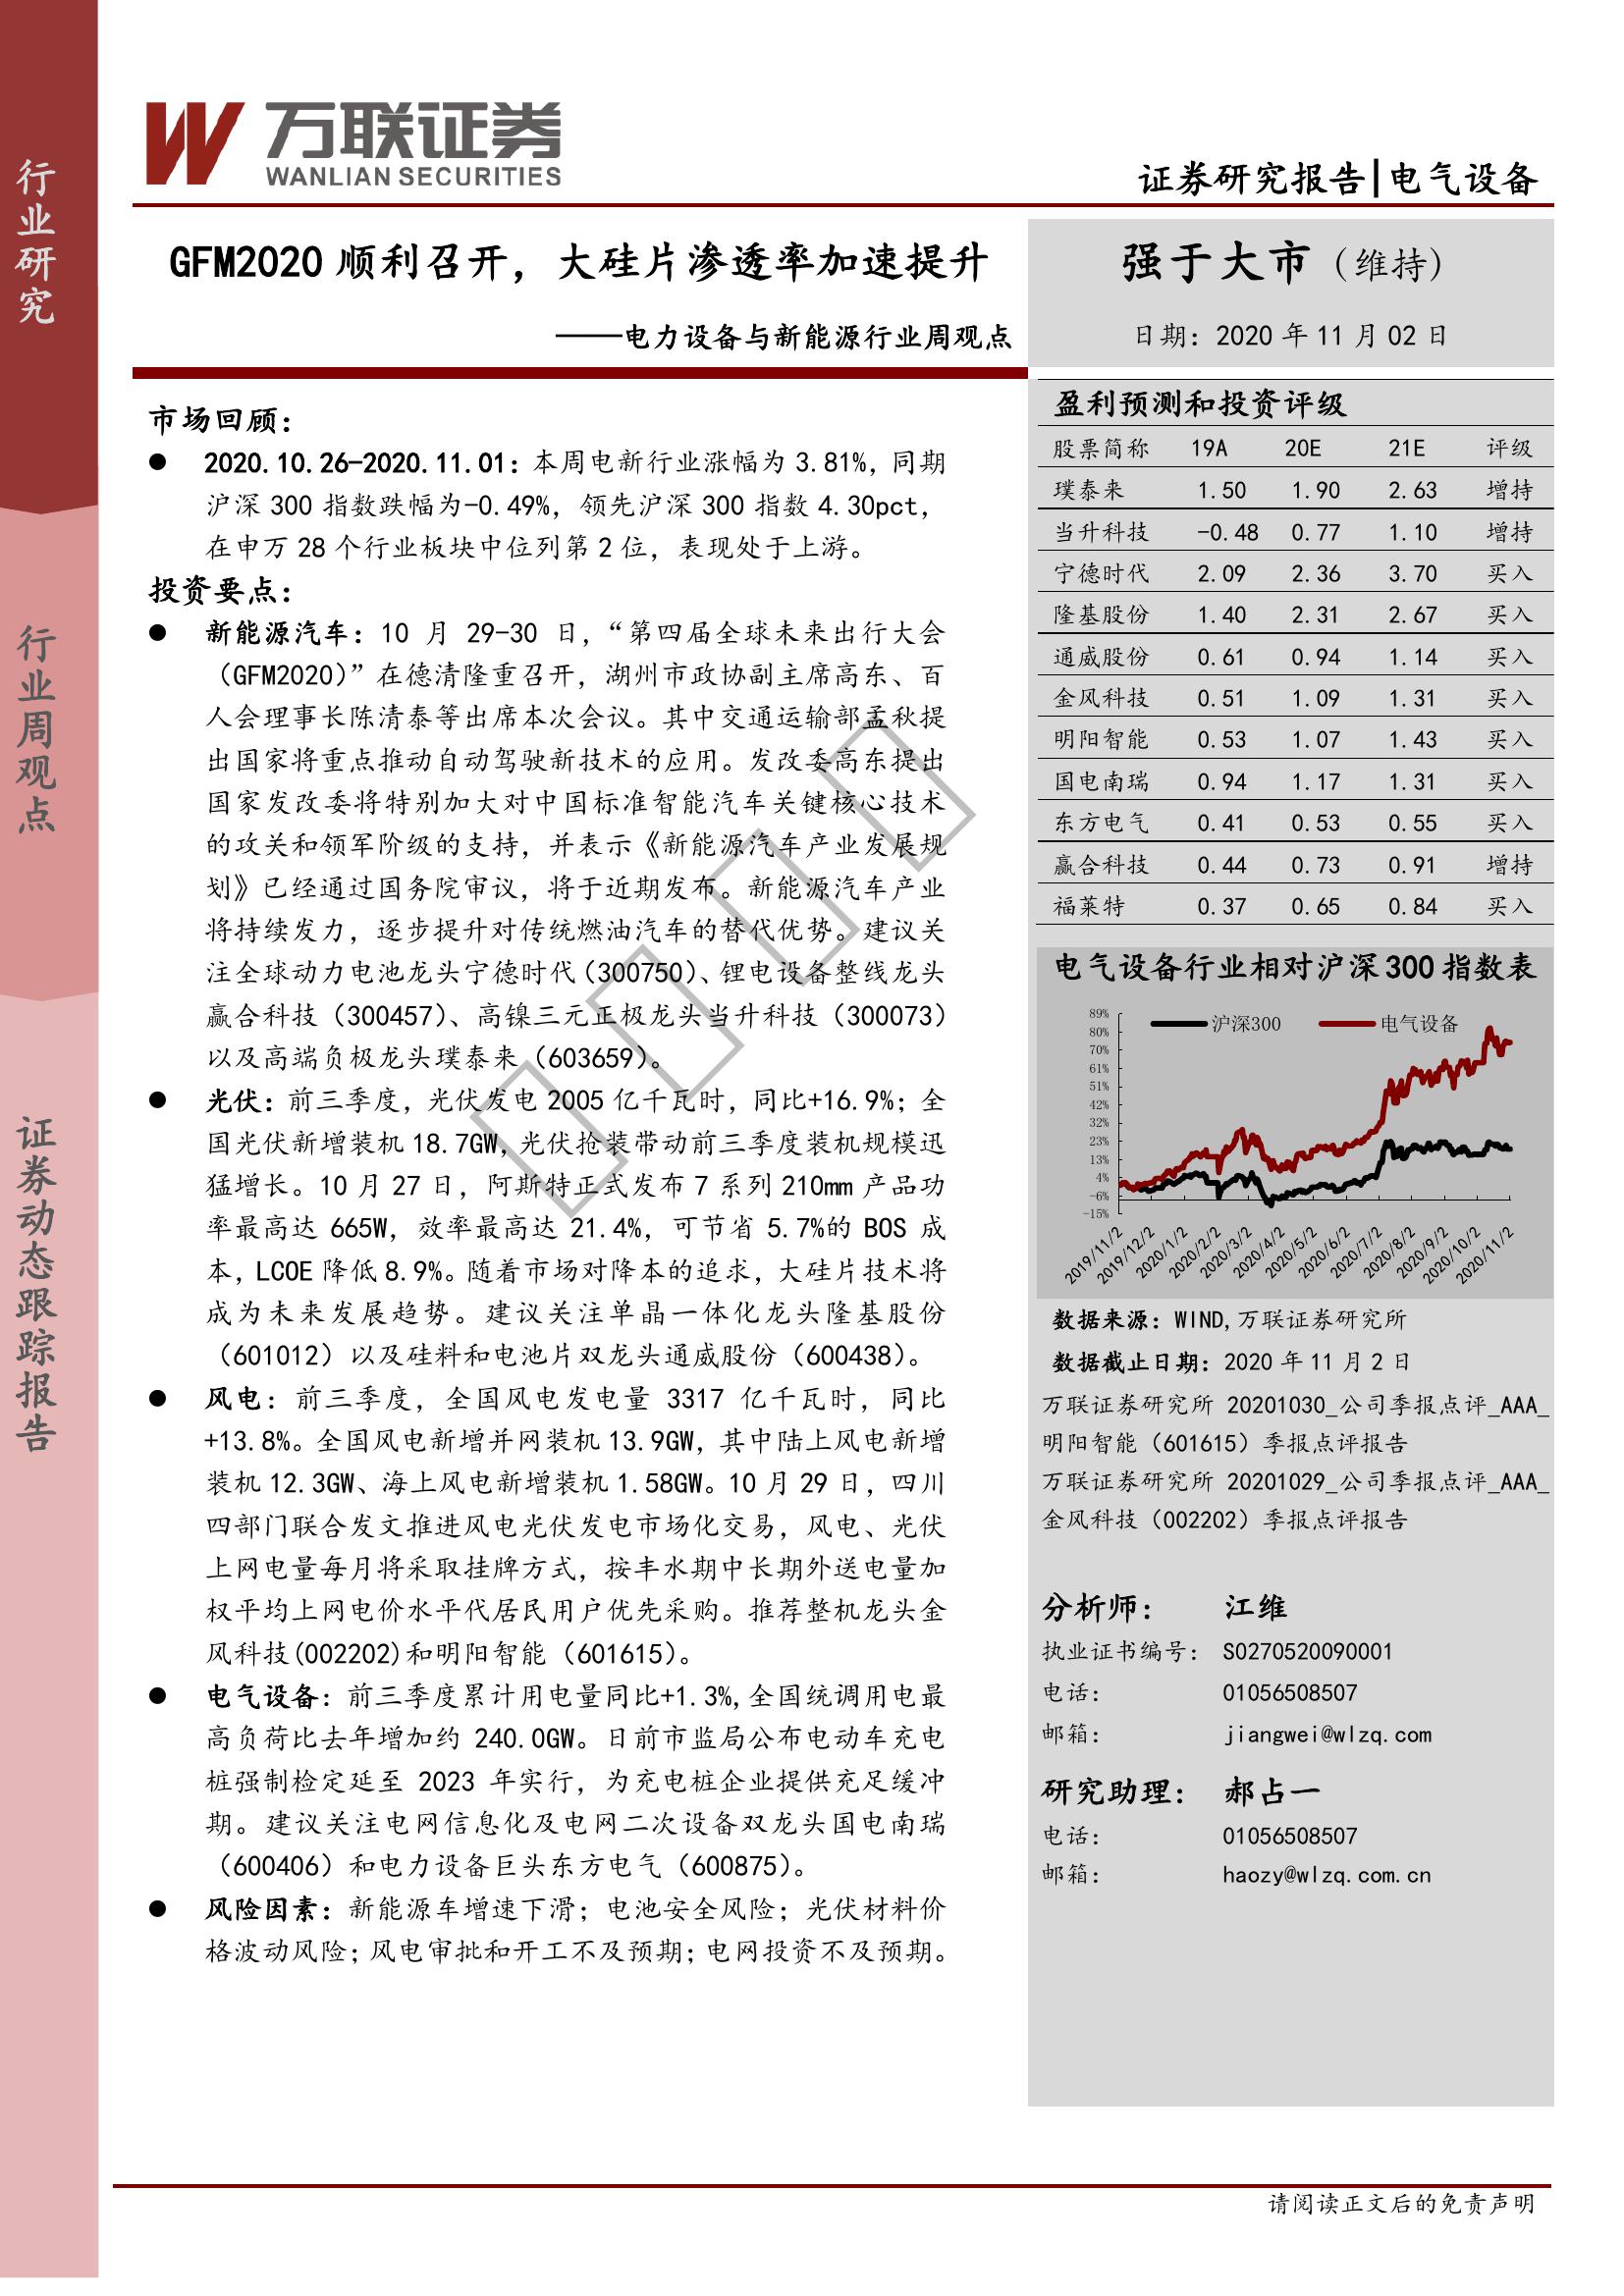 行业研究
行业周观点
证券动态跟踪报告
万联证券
WANLIAN SECURITIES
证券研究报告|电气设备
GFM2020 顺利召开，大硅片渗透率加速提升
——电力设备与新能源行业周观点
强于大市（维持）
日期：2020 年 11 月 02 日
市场回顾：
● 2020.10.26-2020.11.01：本周电新行业涨幅为 3.81%，同期
沪深 300 指数跌幅为-0.49%，领先沪深 300 指数 4.30pct，
在申万 28 个行业板块中位列第 2 位，表现处于上游。
投资要点：
● 新能源汽车：10 月 29-30 日，“第四届全球未来出行大会
（GFM2020）”在德清隆重召开，湖州市政协副主席高东、百
人会理事长陈清泰等出席本次会议。其中交通运输部孟秋提
出国家将重点推动自动驾驶新技术的应用。发改委高东提出
国家发改委将特别加大对中国标准智能汽车关键核心技术
的攻关和领军阶级的支持，并表示《新能源汽车产业发展规
划》已经通过国务院审议，将于近期发布。新能源汽车产业
将持续发力，逐步提升对传统燃油汽车的替代优势。建议关
注全球动力电池龙头宁德时代（300750）、锂电设备整线龙头
赢合科技（300457）、高镍三元正极龙头当升科技（300073）
以及高端负极龙头璞泰来（603659）。
● 光伏：前三季度，光伏发电 2005 亿千瓦时，同比+16.9%；全
国光伏新增装机 18.7GW，光伏抢装带动前三季度装机规模迅
猛增长。10 月 27 日，阿斯特正式发布 7 系列 210mm 产品功
率最高达 665W，效率最高达 21.4%，可节省 5.7%的 BOS 成
本，LCOE 降低 8.9%。随着市场对降本的追求，大硅片技术将
成为未来发展趋势。建议关注单晶一体化龙头隆基股份
（601012）以及硅料和电池片双龙头通威股份（600438）。
● 风电：前三季度，全国风电发电量 3317 亿千瓦时，同比
+13.8%。全国风电新增并网装机 13.9GW，其中陆上风电新增
装机 12.3GW、海上风电新增装机 1.58GW。10 月 29 日，四川
四部门联合发文推进风电光伏发电市场化交易，风电、光伏
上网电量每月将采取挂牌方式，按丰水期中长期外送电量加
权平均上网电价水平代居民用户优先采购。推荐整机龙头金
风科技(002202)和明阳智能（601615）。
● 电气设备：前三季度累计用电量同比+1.3%,全国统调用电最
高负荷比去年增加约 240.0GW。日前市监局公布电动车充电
桩强制检定延至 2023 年实行，为充电桩企业提供充足缓冲
期。建议关注电网信息化及电网二次设备双龙头国电南瑞
（600406）和电力设备巨头东方电气（600875）。
● 风险因素：新能源车增速下滑；电池安全风险；光伏材料价
格波动风险；风电审批和开工不及预期；电网投资不及预期。
盈利预测和投资评级
股票简称 19A 20E 21E 评级
璞泰来 1.50 1.90 2.63 增持
当升科技 -0.48 0.77 1.10 增持
宁德时代 2.09 2.36 3.70 买入
隆基股份 1.40 2.31 2.67 买入
通威股份 0.61 0.94 1.14 买入
金风科技 0.51 1.09 1.31 买入
明阳智能 0.53 1.07 1.43 买入
国电南瑞 0.94 1.17 1.31 买入
东方电气 0.41 0.53 0.55 买入
赢合科技 0.44 0.73 0.91 增持
福莱特 0.37 0.65 0.84 买入
电气设备行业相对沪深 300 指数表
沪深300 电气设备
89%
80%
70%
61%
51%
42%
32%
23%
13%
4%
-6%
-15%
2019/11/2 2019/12/2 2020/1/2 2020/2/2 2020/3/2 2020/4/2 2020/5/2 2020/6/2 2020/7/2 2020/8/2 2020/9/2 2020/10/2 2020/11/2
数据来源：WIND,万联证券研究所
数据截止日期：2020 年 11 月 2 日
万联证券研究所 20201030_公司季报点评_AAA_
明阳智能（601615）季报点评报告
万联证券研究所 20201029_公司季报点评_AAA_
金风科技（002202）季报点评报告
分析师： 江维
执业证书编号： S0270520090001
电话： 01056508507
邮箱： jiangwei@wlzq.com
研究助理： 郝占一
电话： 01056508507
邮箱： haozy@wlzq.com.cn
请阅读正文后的免责声明